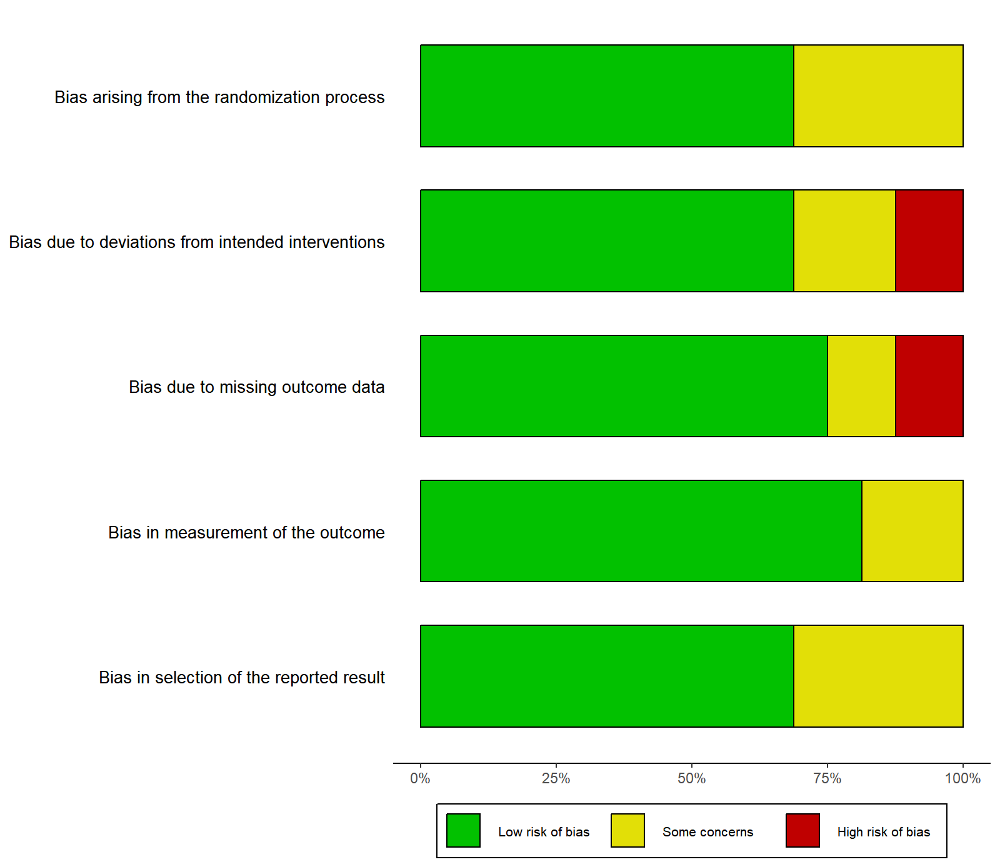 Bias arising from the randomization process
Bias due to deviations from intended interventions
Bias due to missing outcome data
Bias in measurement of the outcome
Bias in selection of the reported result
0% 25% 50% 75% 100%
Low risk of bias Some concerns High risk of bias